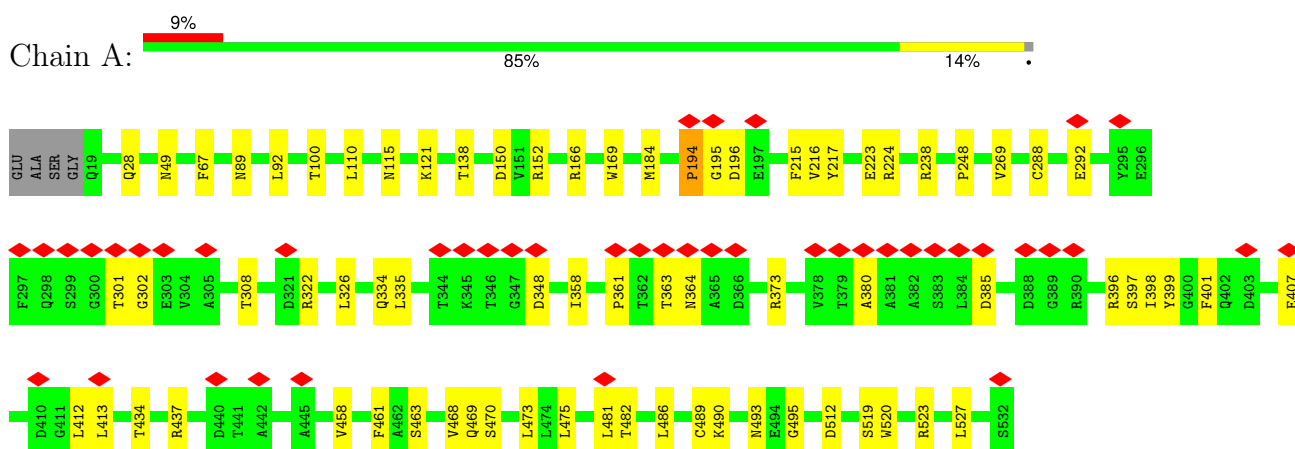 9%
Chain A:
85% 14% •
GLU ALA SER GLY Q19 Q28 N49 F67 N89 L92 T100 L110 N115 K121 T138 D150 V151 R152 R166 W169 M184 P194 G195 D196 E197 F215 V216 Y217 E223 R224 R238 P248 V269 C288 E292 Y295 E296
F297 Q298 S299 G300 T301 G302 E303 V304 A305 T308 D321 R322 L326 Q334 L335 T344 K345 T346 G347 D348 I358 P361 T362 T363 N364 A365 D366 R373 V378 T379 A380 A381 A382 S383 L384 D385 D388 G389 R390 R396 S397 I398 Y399 G400 F401 Q402 D403 E407
D410 G411 L412 L413 T434 R437 D440 T441 A442 A445 V458 F461 A462 S463 V468 Q469 S470 L473 L474 L475 L481 T482 L486 C489 K490 N493 E494 G495 D512 S519 W520 R523 L527 S532